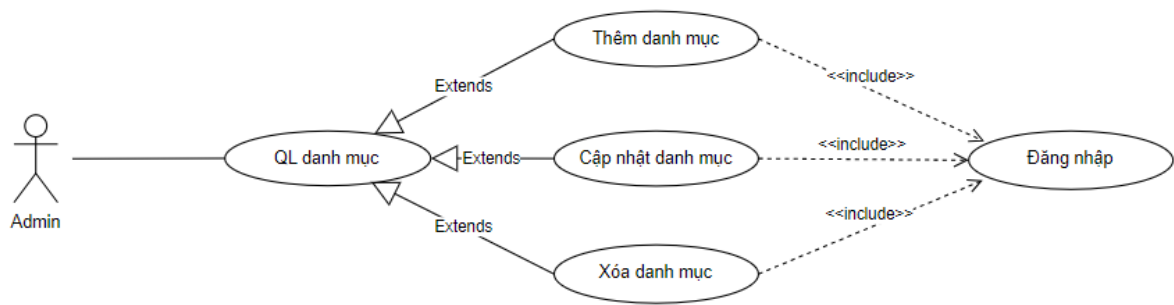 Thêm danh mục
<<include>>
Extends
QL danh mục
Extends
Cập nhật danh mục
<<include>>
Đăng nhập
Admin
Extends
<<include>>
Xóa danh mục